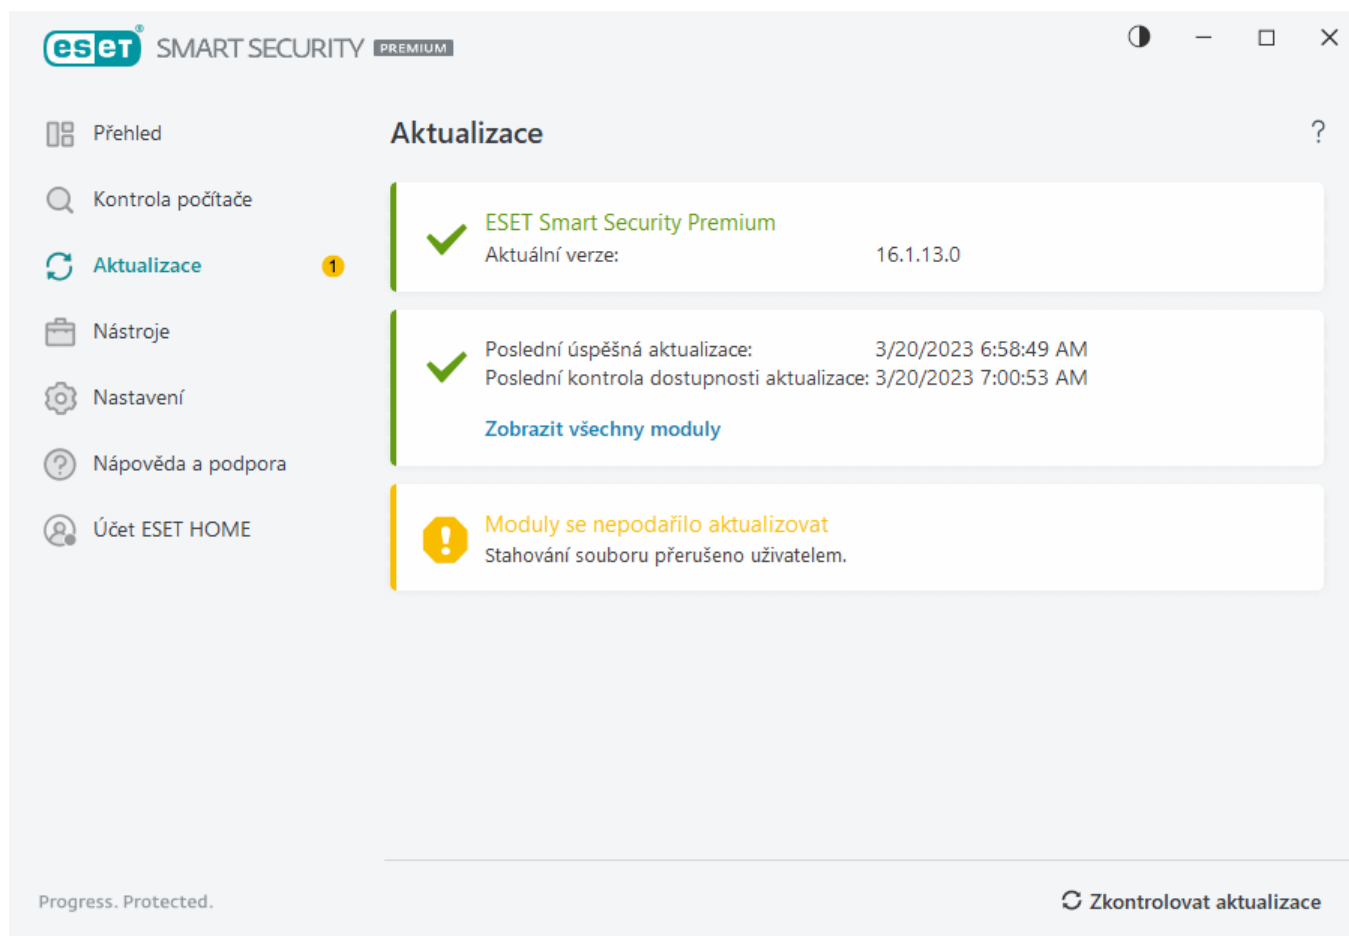 eset® SMART SECURITY PREMIUM
Přehled
Kontrola počítače
Aktualizace 1
Nástroje
Nastavení
Nápověda a podpora
Účet ESET HOME
Aktualizace ?
ESET Smart Security Premium
Aktuální verze: 16.1.13.0
Poslední úspěšná aktualizace: 3/20/2023 6:58:49 AM
Poslední kontrola dostupnosti aktualizace: 3/20/2023 7:00:53 AM
Zobrazit všechny moduly
Moduly se nepodařilo aktualizovat
Stahování souboru přerušeno uživatelem.
Progress. Protected.
Zkontrolovat aktualizace